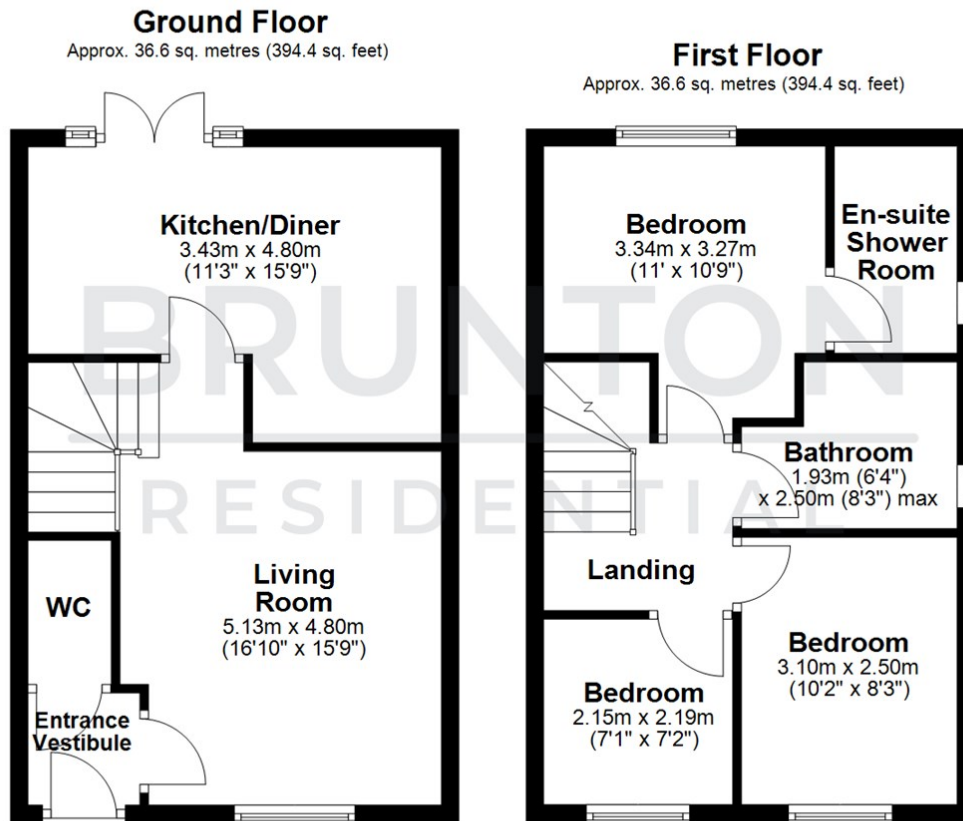 Ground Floor
Approx. 36.6 sq. metres (394.4 sq. feet)
Kitchen/Diner
3.43m x 4.80m
(11'3" x 15'9")
Living
Room
5.13m x 4.80m
(16'10" x 15'9")
WC
Entrance
Vestibule
First Floor
Approx. 36.6 sq. metres (394.4 sq. feet)
Bedroom
3.34m x 3.27m
(11' x 10'9")
En-suite
Shower
Room
Bathroom
1.93m (6'4")
x 2.50m (8'3") max
Landing
Bedroom
2.15m x 2.19m
(7'1" x 7'2")
Bedroom
3.10m x 2.50m
(10'2" x 8'3")
BRUNTON
RESIDENTIAL